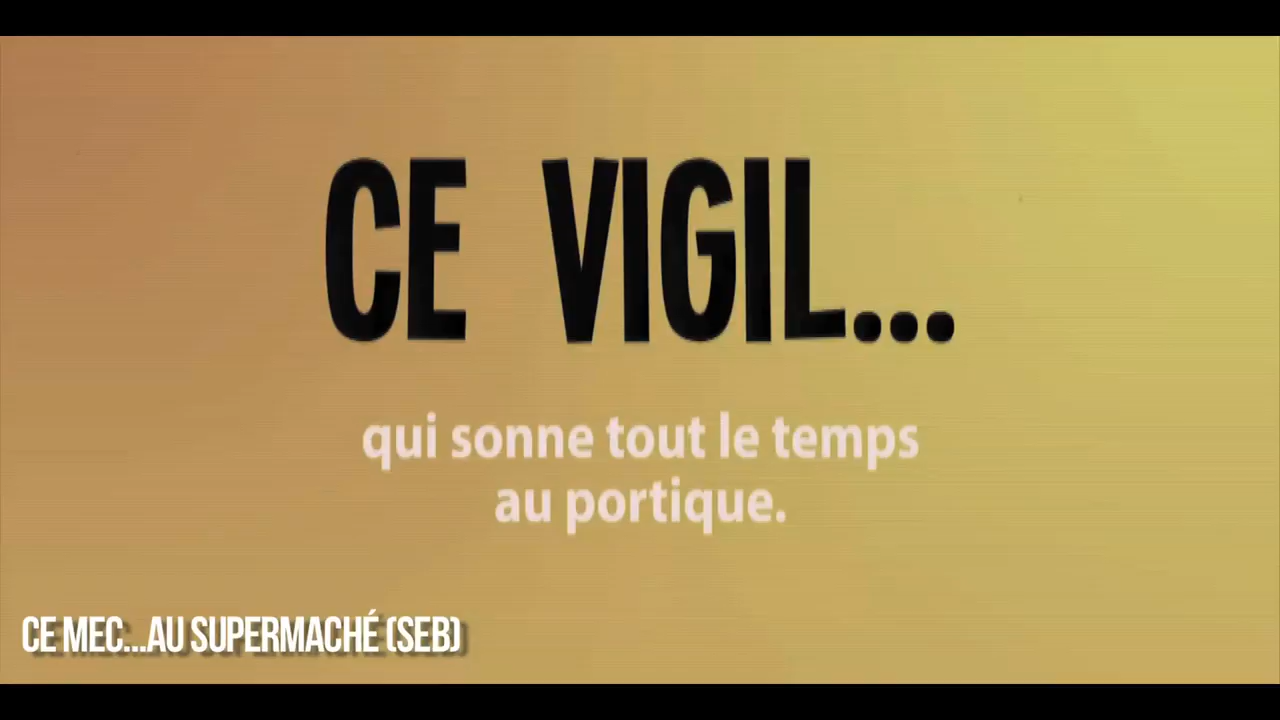 CE VIGIL...
qui sonne tout le temps
au portique.
CE MEC...AU SUPERMACHÉ (SEB)